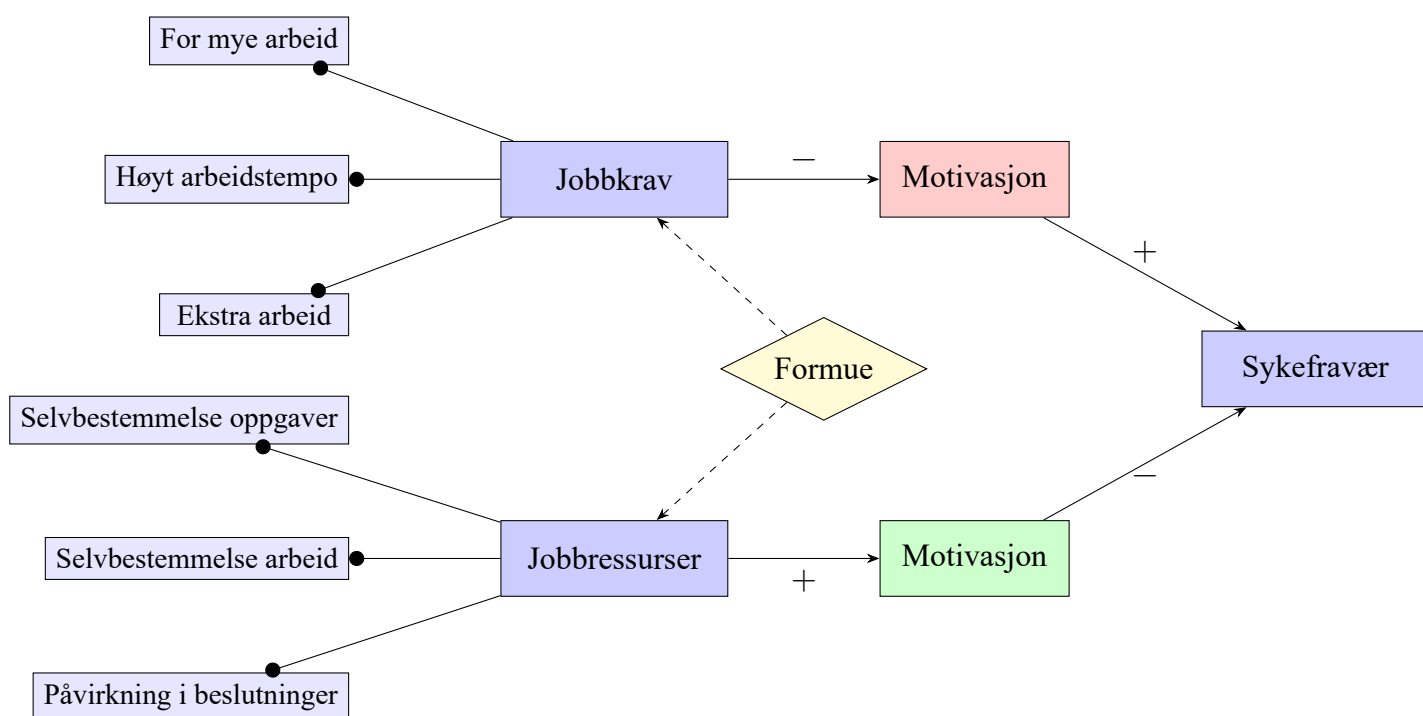 For mye arbeid
Høyt arbeidstempo
Ekstra arbeid
Jobbkrav
−
Motivasjon
+
Formue
Sykefravær
Selvbestemmelse oppgaver
Selvbestemmelse arbeid
Påvirkning i beslutninger
Jobbressurser
+
Motivasjon
−